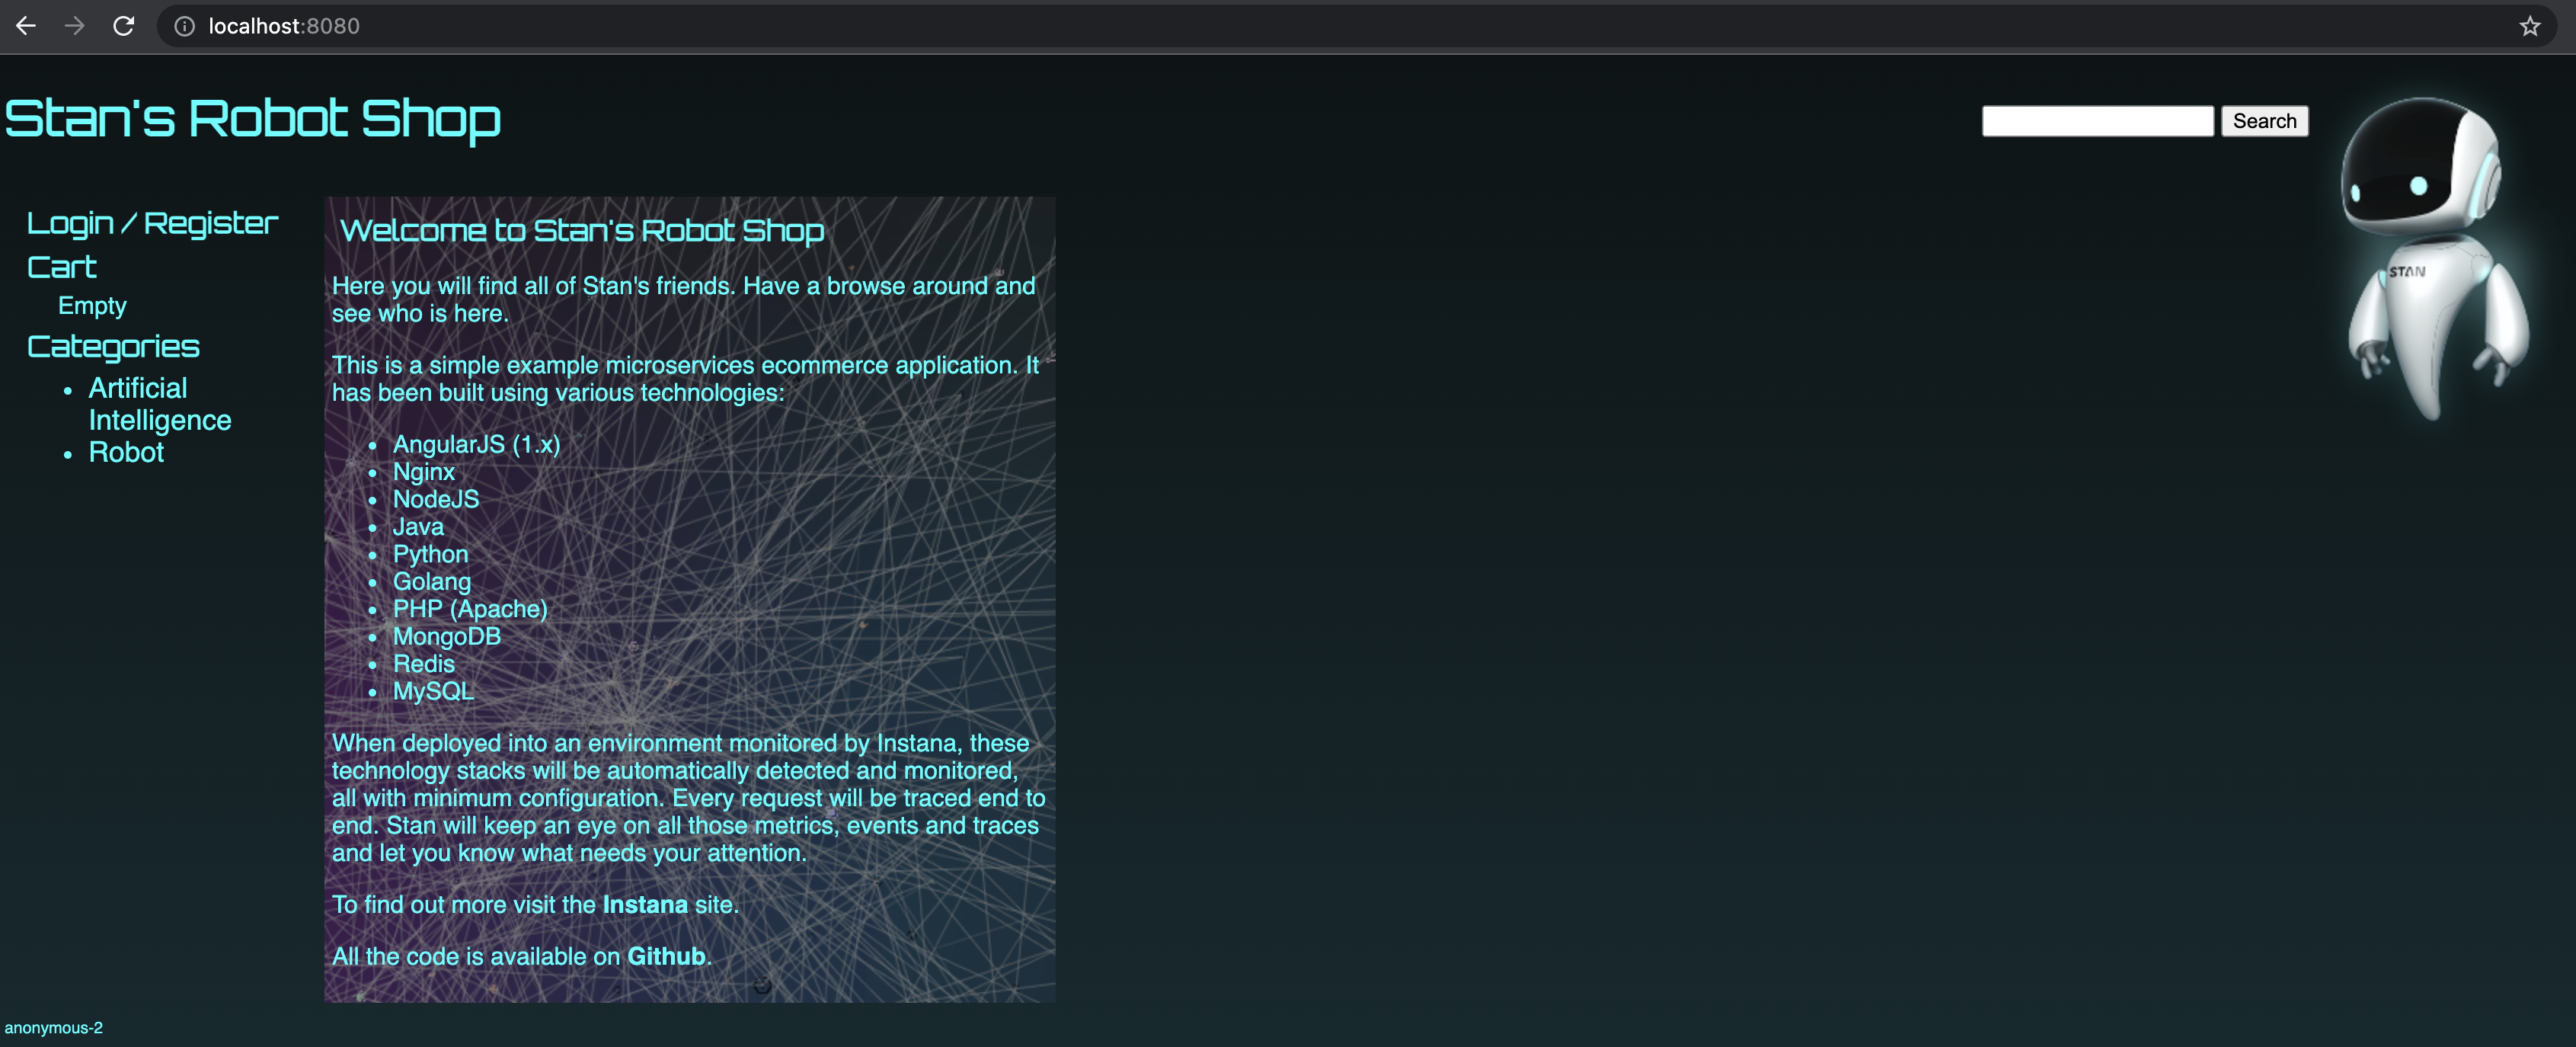 localhost:8080
Stan's Robot Shop
Search
STAN
Login / Register
Cart
Empty
Categories
• Artificial
Intelligence
• Robot
Welcome to Stan's Robot Shop
Here you will find all of Stan's friends. Have a browse around and
see who is here.
This is a simple example microservices ecommerce application. It
has been built using various technologies:
• AngularJS (1.x)
• Nginx
• NodeJS
• Java
• Python
• Golang
• PHP (Apache)
• MongoDB
• Redis
• MySQL
When deployed into an environment monitored by Instana, these
technology stacks will be automatically detected and monitored,
all with minimum configuration. Every request will be traced end to
end. Stan will keep an eye on all those metrics, events and traces
and let you know what needs your attention.
To find out more visit the Instana site.
All the code is available on Github.
anonymous-2